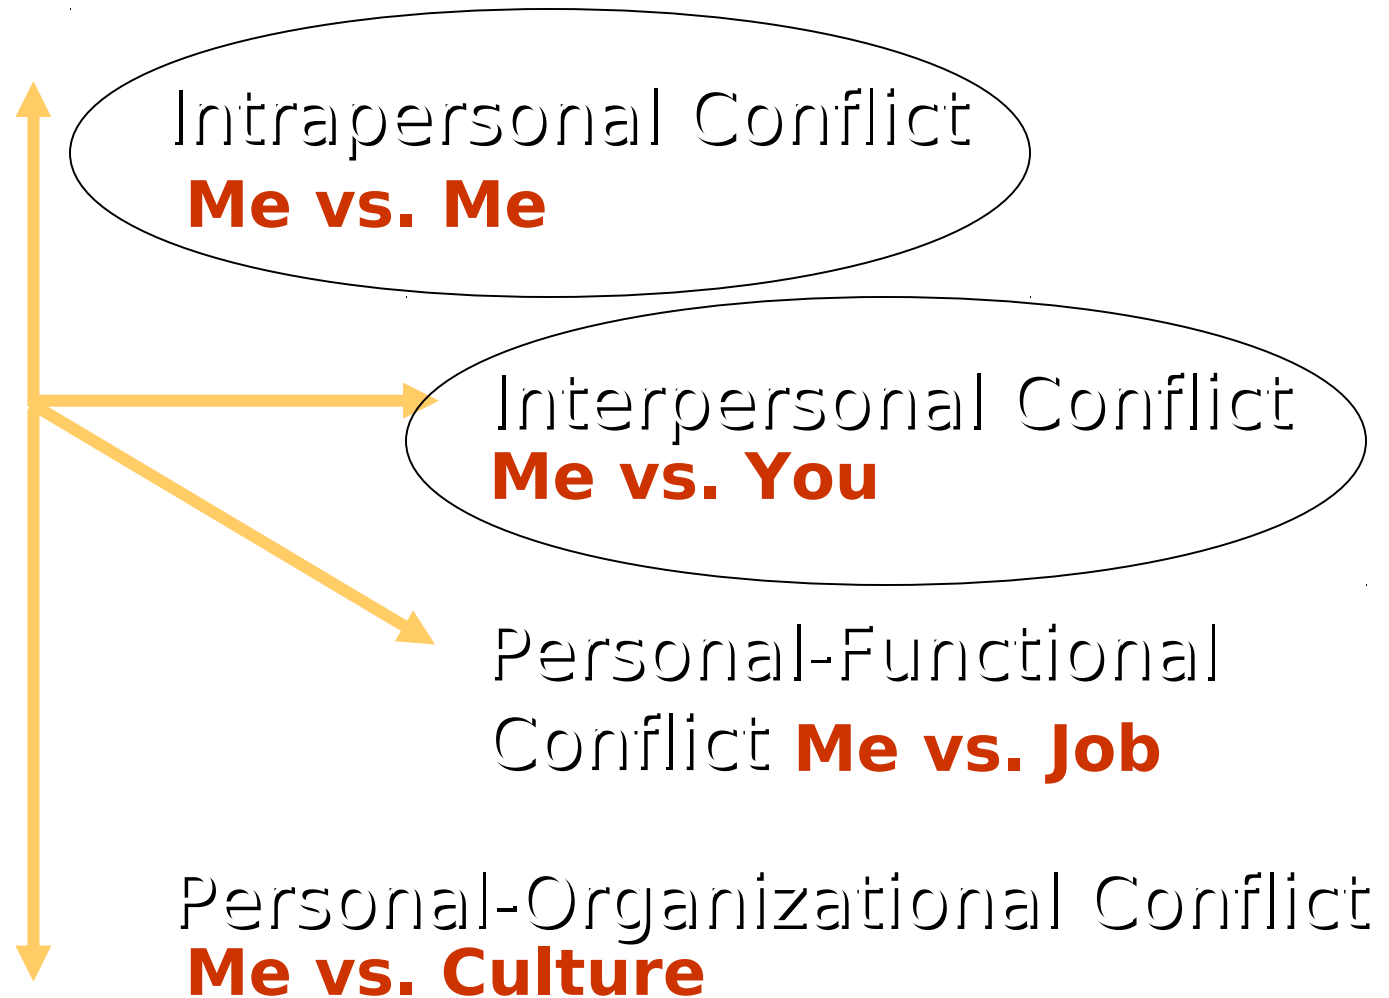 Intrapersonal Conflict
Me vs. Me
Interpersonal Conflict
Me vs. You
Personal-Functional
Conflict Me vs. Job
Personal-Organizational Conflict
Me vs. Culture